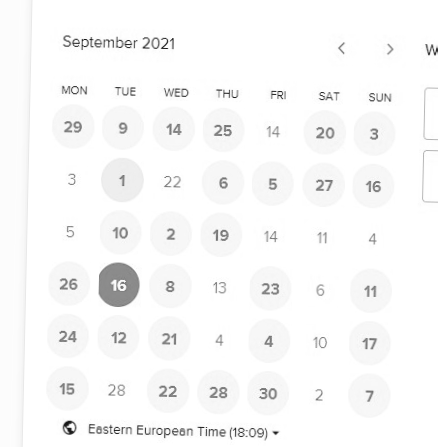 September 2021
W
MON TUE WED THU FRI SAT SUN
29 9 14 25 14 20 3
3 1 22 6 5 27 16
5 10 2 19 14 11 4
26 16 8 13 23 6 11
24 12 21 4 4 10 17
15 28 22 28 30 2 7
Eastern European Time (18:09)